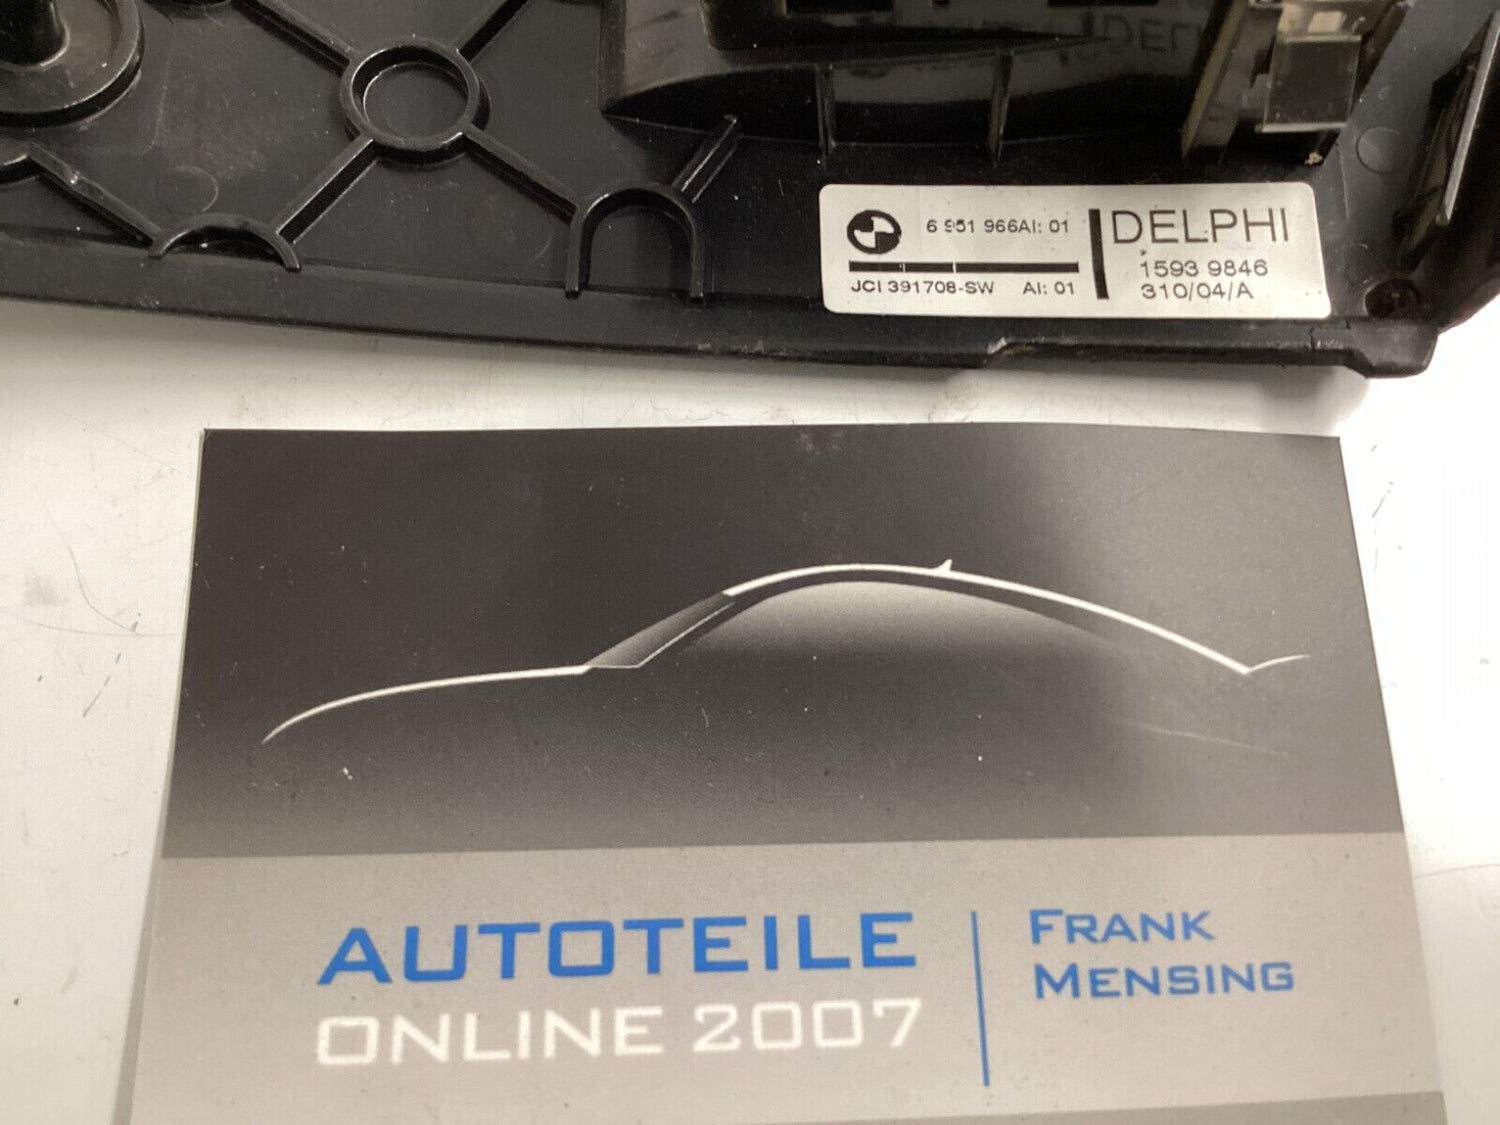 6 951 966AI: 01
JCI 391708-SW AI: 01
DELPHI
1593 9846
310/04/A
AUTOTEILE
ONLINE 2007
FRANK
MENSING